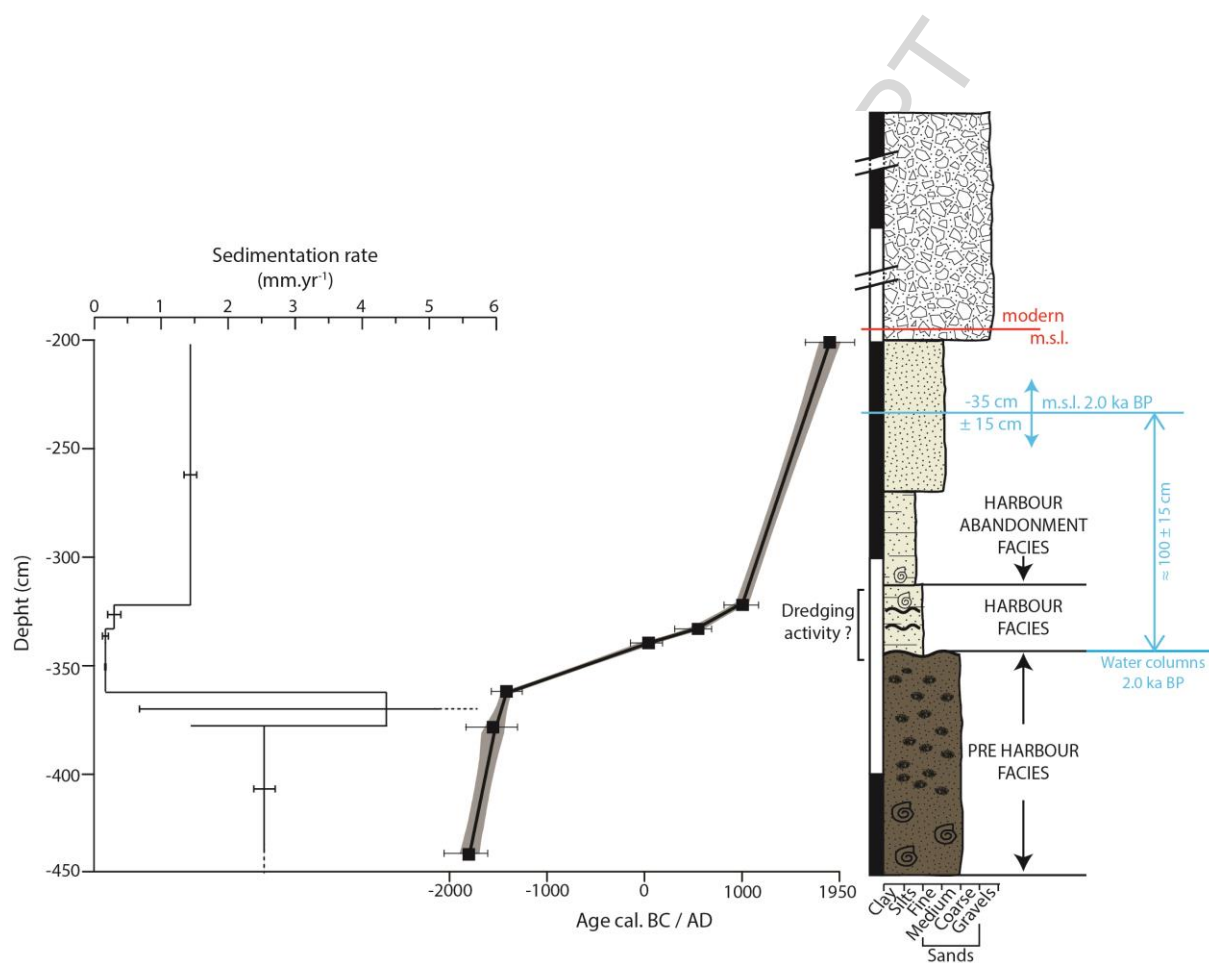 PT
Sedimentation rate
(mm.yr⁻¹)
0 1 2 3 4 5 6
modern
m.s.l.
-200
-35 cm
± 15 cm
m.s.l. 2.0 ka BP
-250
≈ 100 ± 15 cm
HARBOUR
ABANDONMENT
FACIES
-300
Depht (cm)
Dredging
activity ?
HARBOUR
FACIES
-350
Water columns
2.0 ka BP
PRE HARBOUR
FACIES
-400
-450
-2000 -1000 0 1000 1950
Age cal. BC / AD
Clay
Silts
Fine
Medium
Coarse
Gravels
Sands